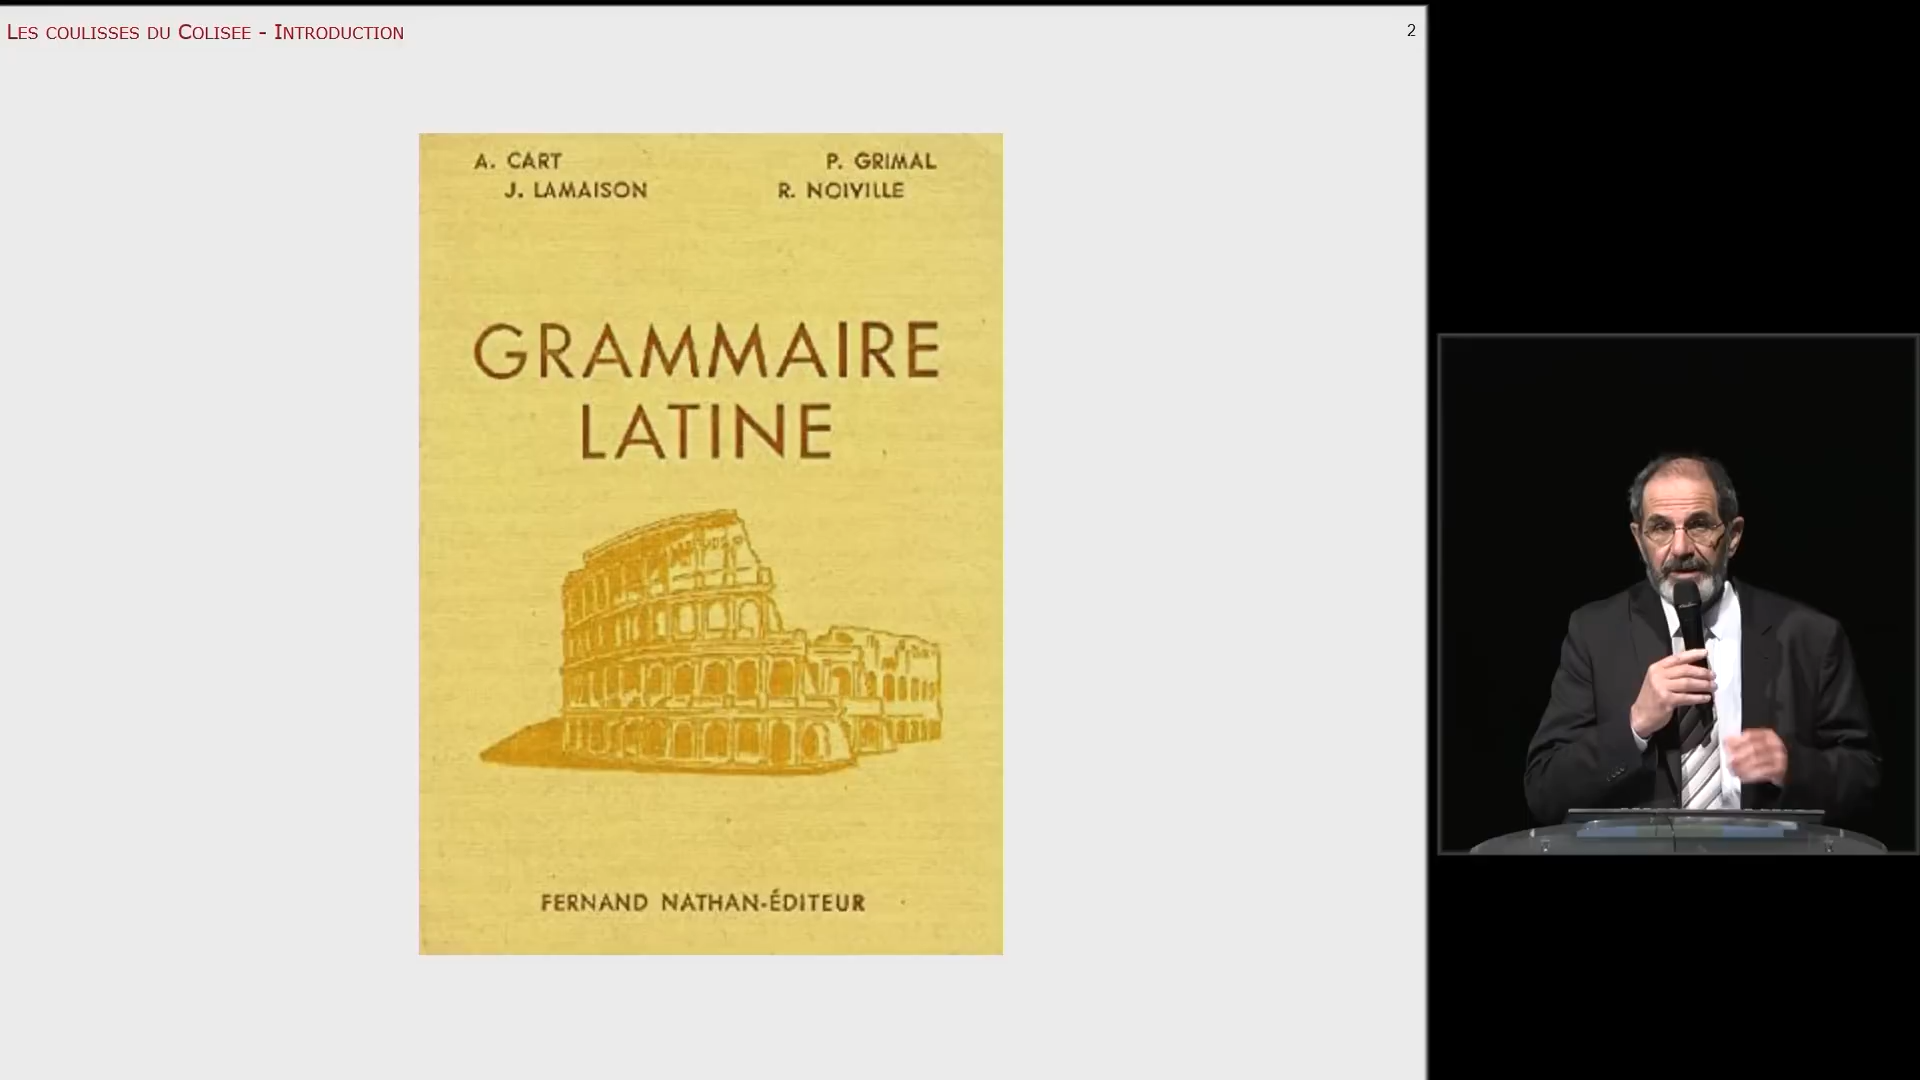 LES COULISSES DU COLISEE - INTRODUCTION
2
A. CART
P. GRIMAL
J. LAMAISON
R. NOIVILLE
GRAMMAIRE
LATINE
FERNAND NATHAN-ÉDITEUR